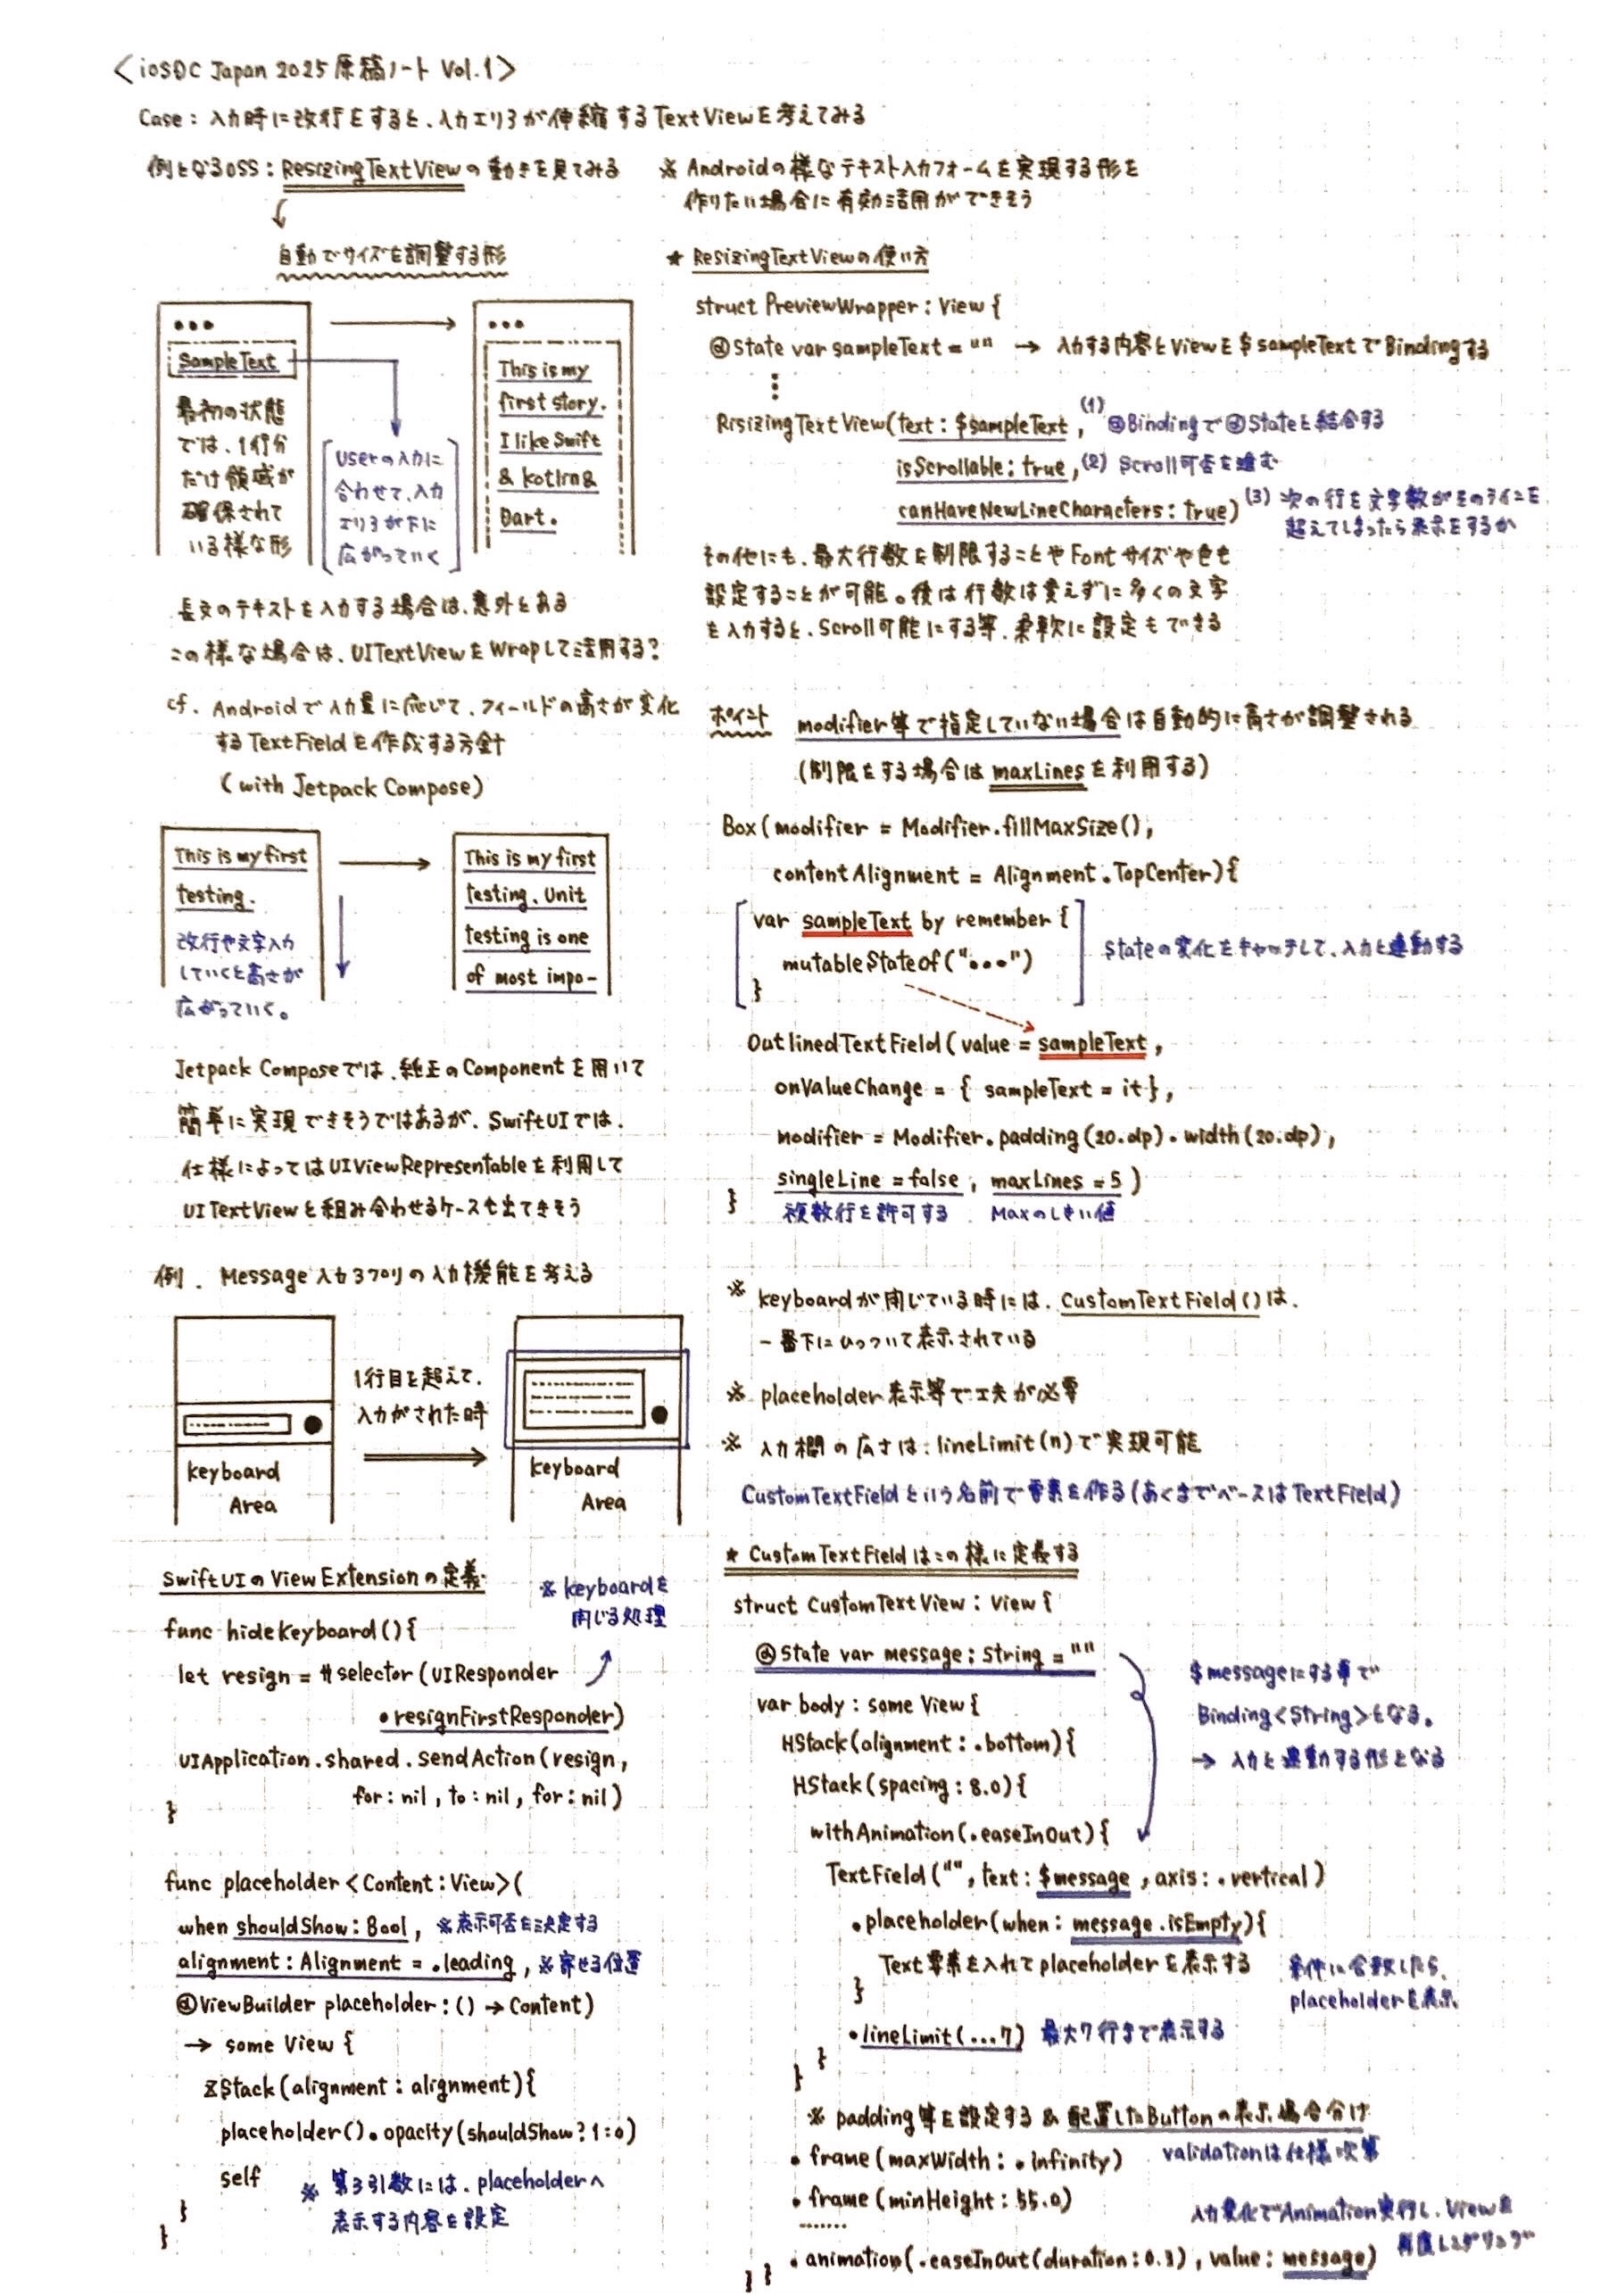 <iOSDC Japan 2025 原稿ノート Vol.1>
Case : 入力時に改行をすると、入力エリアが伸縮するTextViewを考えてみる
例となるOSS : ResizingTextViewの動きを見てみる
※ Androidの様なテキスト入力フォームを実現する形を
作りたい場合に有効活用ができそう
自動でサイズを調整する形
SampleText
最初の状態
では、1行分
だけ領域が
確保されて
いる様な形
Userの入力に
合わせて、入力
エリアが下に
広がっていく
This is my
first story.
I like Swift
& kotlin &
Dart.
長文のテキストを入力する場合は、意外とある
この様な場合は、UITextViewをWrapして活用する?
cf. Androidで入力量に応じて、フィールドの高さが変化
するTextFieldを作成する方針
(with Jetpack Compose)
This is my first
testing.
改行や文字入力
していくと高さが
広がっていく。
This is my first
testing. Unit
testing is one
of most impo-
Jetpack Composeでは、純正のComponentを用いて
簡単に実現できそうではあるが、SwiftUIでは、
仕様によってはUIViewRepresentableを利用して
UITextViewと組み合わせるケースも出てきそう
★ ResizingTextViewの使い方
struct PreviewWrapper : View {
@State var sampleText = "" → 入力する内容とViewを$sampleTextでBindingする
⋮
RisizingTextView(text : $sampleText , (1) @Bindingで@Stateと結合する
isScrollable : true , (2) Scroll可否を
canHaveNewLineCharacters : true) (3) 次の行を文字数がそのラインを
超えてしまったら表示をするか
その他にも、最大行数を制限することやFontサイズや色も
設定することが可能。後は行数は変えずに多くの文字
を入力すると、Scroll可能にする等、柔軟に設定もできる
ポイント modifier等で指定していない場合は自動的に高さが調整される
(制限をする場合はmaxLinesを利用する)
Box(modifier = Modifier.fillMaxSize(),
contentAlignment = Alignment.TopCenter){
var sampleText by remember {
mutableStateOf("•••")
}
Stateの変化をキャッチして、入力と連動する
OutlinedTextField(value = sampleText ,
onValueChange = { sampleText = it },
modifier = Modifier.padding(20.dp).width(20.dp),
singleLine = false , maxLines = 5 )
} 複数行を許可する Maxのしきい値
例. Message入力アプリの入力機能を考える
keyboard
Area
1行目を超えて、
入力がされた時
keyboard
Area
※ keyboardが閉じている時には、CustomTextField()は、
一番下にひっついて表示されている
※ placeholder表示等で工夫が必要
※ 入力欄の広さは、lineLimit(n)で実現可能
CustomTextFieldという名前で要素を作る(あくまでベースはTextField)
SwiftUIのView Extensionの定義
※ keyboardを
閉じる処理
func hidekeyboard(){
let resign = #selector(UIResponder
.resignFirstResponder)
UIApplication.shared.sendAction(resign,
for: nil , to : nil , for : nil)
}
func placeholder<Content : View>(
when shouldShow : Bool , ※表示可否を決定する
alignment : Alignment = .leading , ※寄せる位置
@ViewBuilder placeholder : () → Content)
→ some View {
ZStack(alignment : alignment){
placeholder().opacity(shouldShow ? 1 : 0)
self
※ 第3引数には、placeholderへ
表示する内容を設定
}
}
★ CustomTextFieldはこの様に定義する
struct CustomTextView : View {
@State var message : String = ""
$messageにする事で
Binding<String>となる。
→ 入力と連動する形となる
var body : some View {
HStack(alignment : .bottom){
HStack(spacing : 8.0){
withAnimation(.easeInOut){
TextField("", text : $message , axis : .vertical )
.placeholder(when : message.isEmpty){
Text要素を入れてplaceholderを表示する
条件に合致したら、
placeholderを表示
}
.lineLimit(...7) 最大7行まで表示する
}
}
※ padding等を設定する & 配置したButtonの表示場合分け
.frame(maxWidth : .infinity) validationは仕様次第
.frame(minHeight : 55.0)
.......
入力変化でAnimation実行し、Viewを
再度レンダリング
.animation(.easeInOut(duration : 0.3) , value : message)
} }